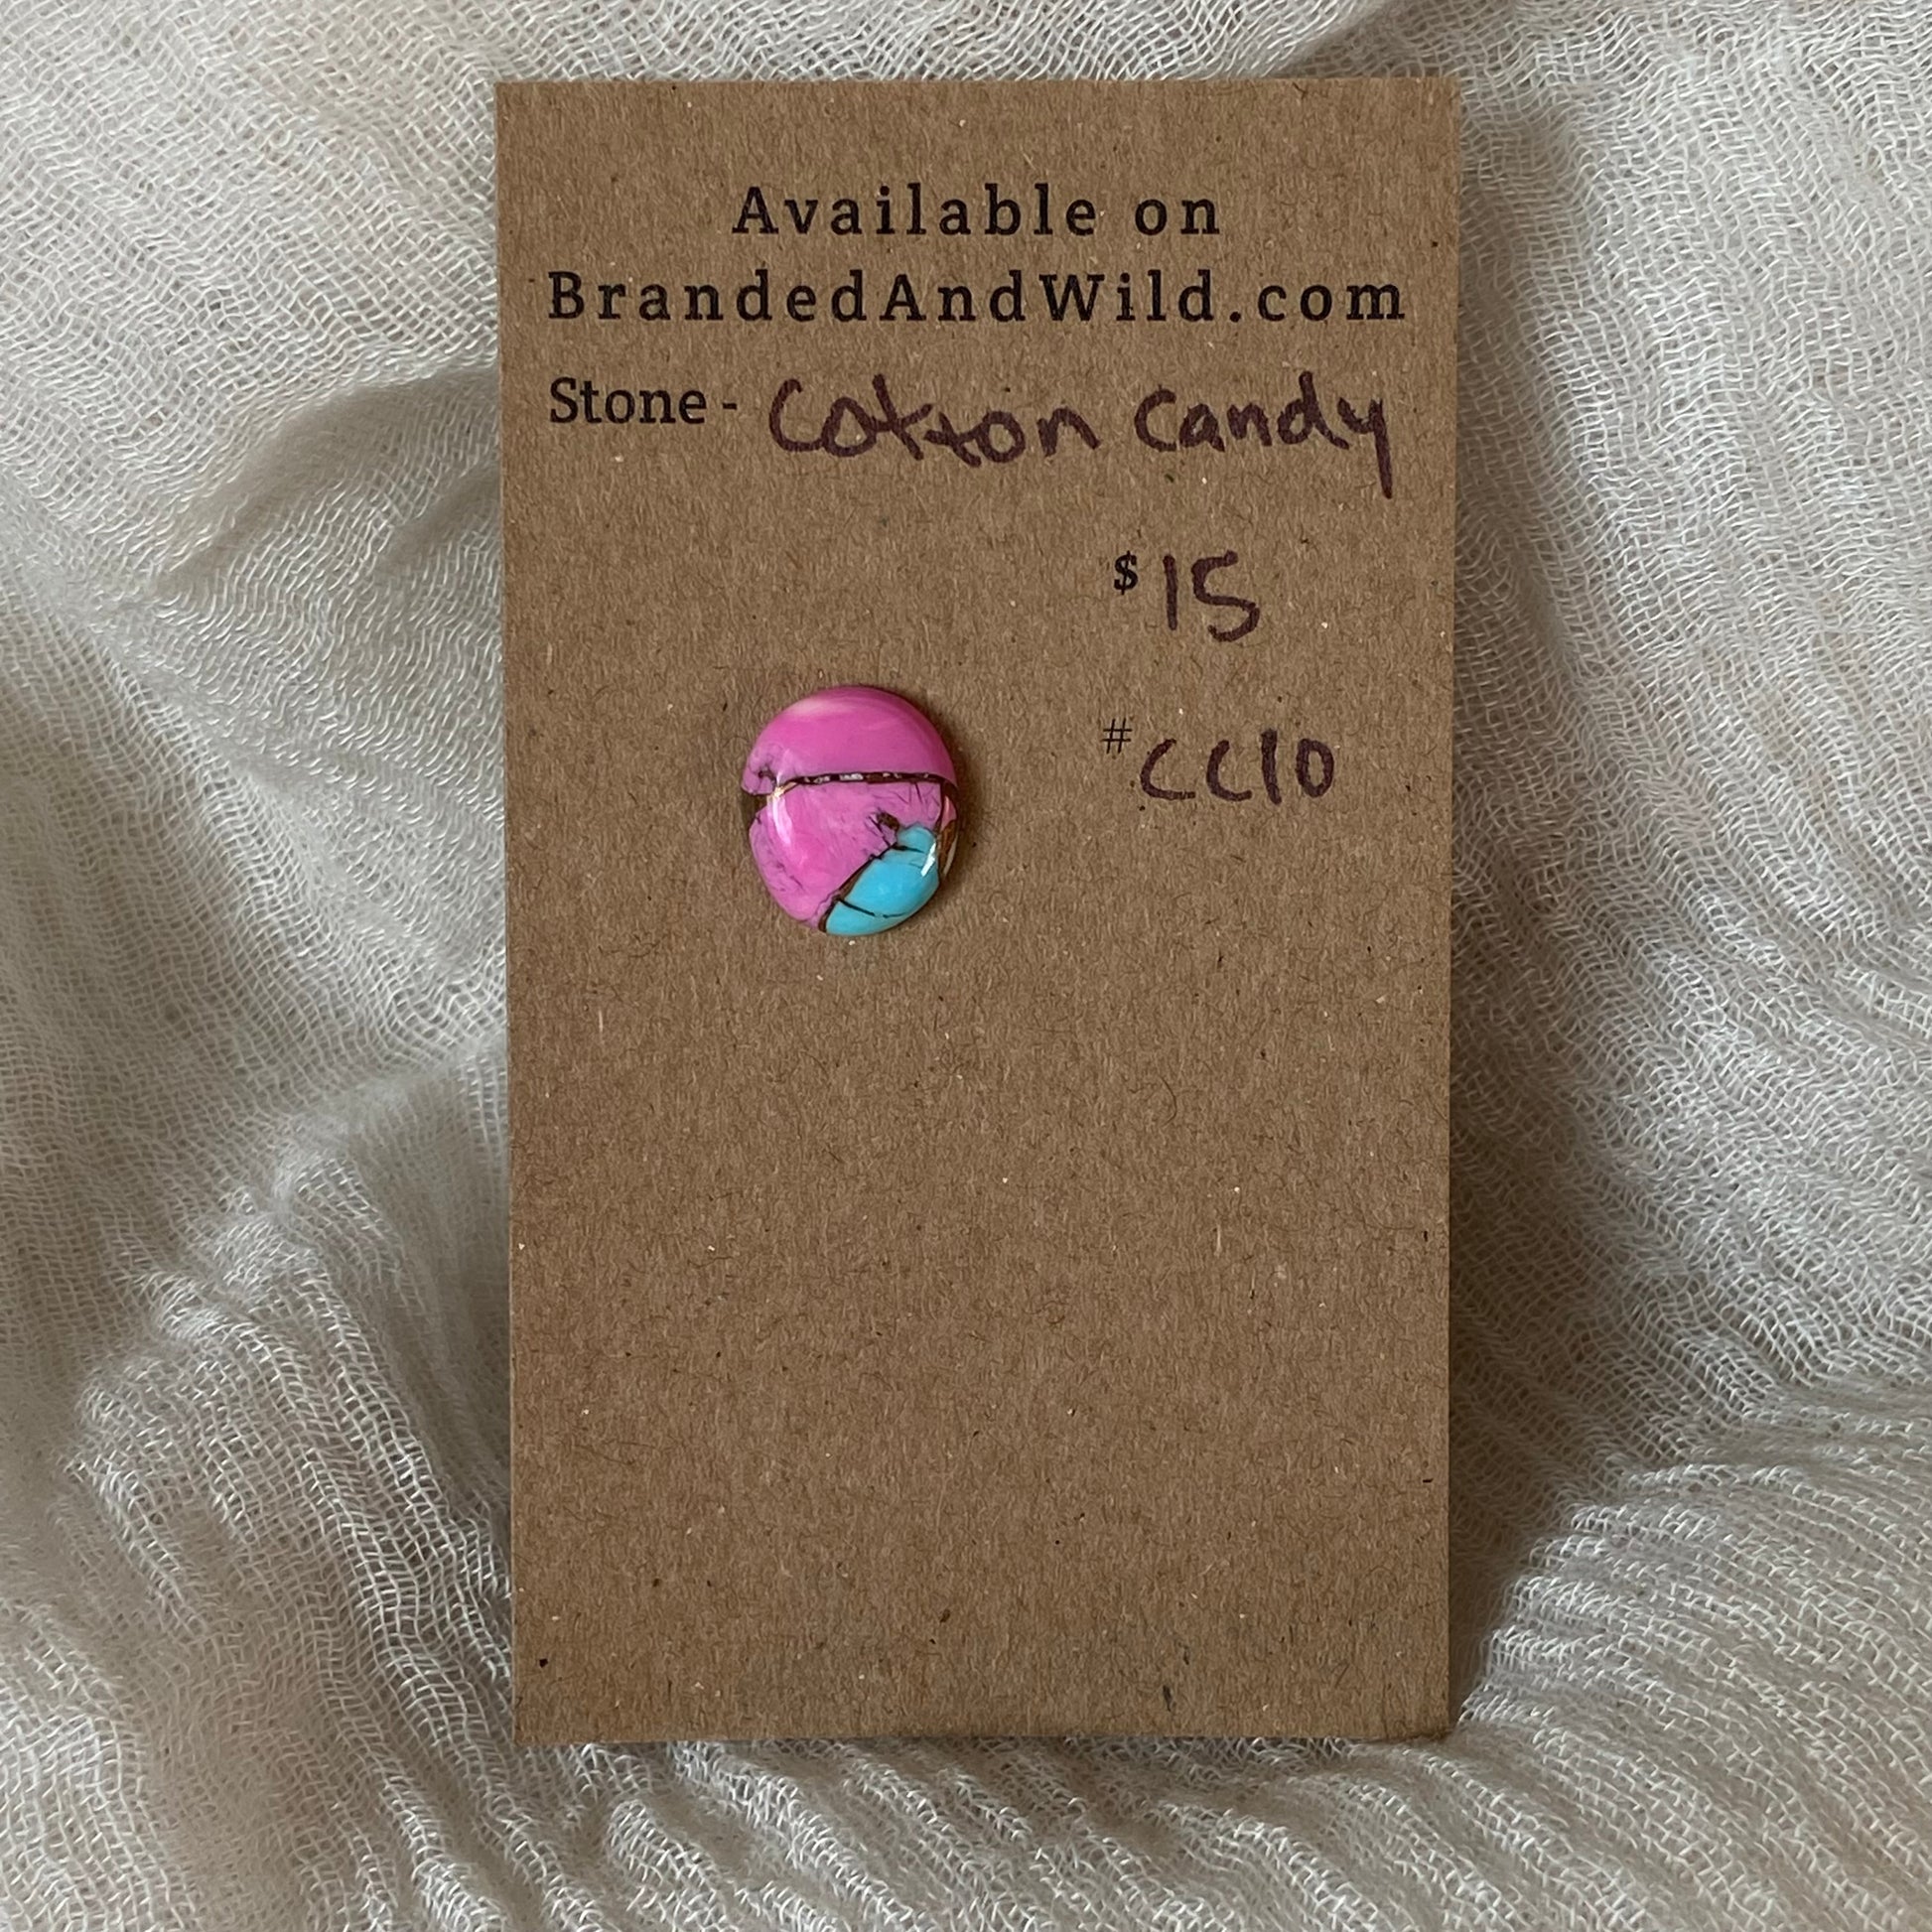 Available on
BrandedAndWild.com
Stone - Cotton Candy
$15
#CC10